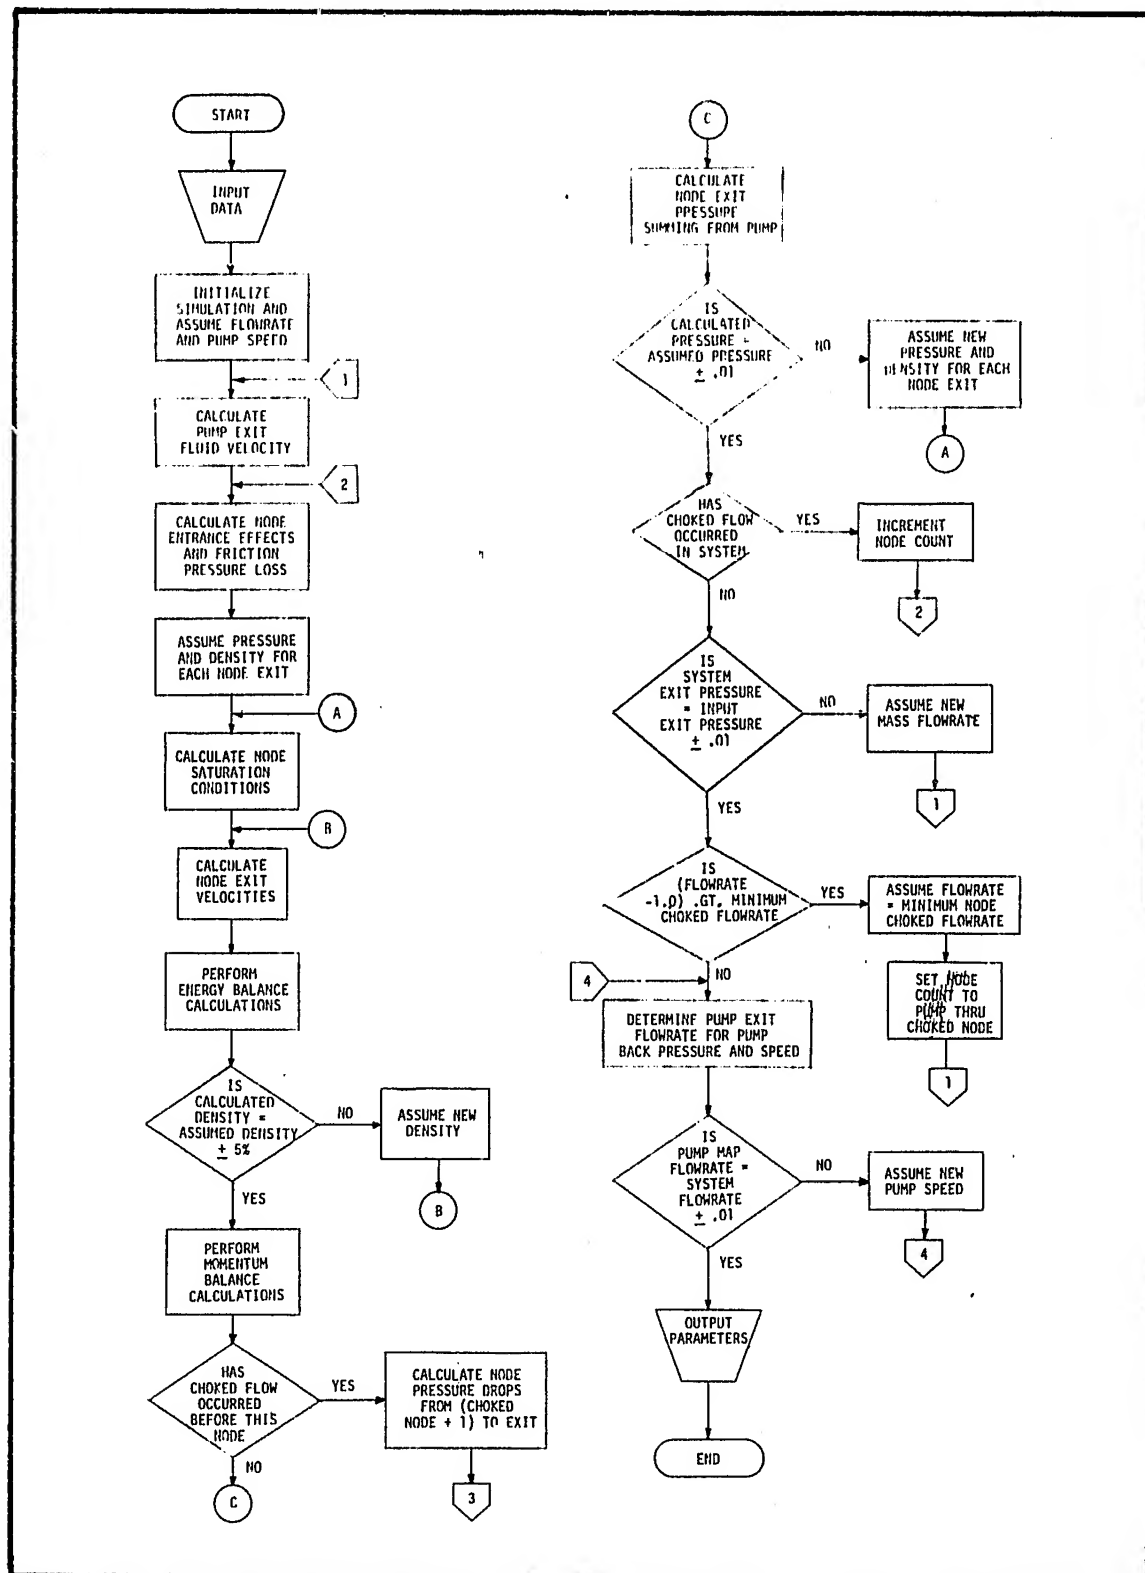 START
INPUT
DATA
INITIALIZE
SIMULATION AND
ASSUME FLOWRATE
AND PUMP SPEED
1
CALCULATE
PUMP EXIT
FLUID VELOCITY
2
CALCULATE NODE
ENTRANCE EFFECTS
AND FRICTION
PRESSURE LOSS
ASSUME PRESSURE
AND DENSITY FOR
EACH NODE EXIT
A
CALCULATE NODE
SATURATION
CONDITIONS
B
CALCULATE
NODE EXIT
VELOCITIES
PERFORM
ENERGY BALANCE
CALCULATIONS
IS
CALCULATED
DENSITY =
ASSUMED DENSITY
± 5%
NO
ASSUME NEW
DENSITY
B
YES
PERFORM
MOMENTUM
BALANCE
CALCULATIONS
HAS
CHOKED FLOW
OCCURRED
BEFORE THIS
NODE
YES
CALCULATE NODE
PRESSURE DROPS
FROM (CHOKED
NODE + 1) TO EXIT
3
NO
C
C
CALCULATE
NODE EXIT
PRESSURE
SUMMING FROM PUMP
IS
CALCULATED
PRESSURE =
ASSUMED PRESSURE
± .01
NO
ASSUME NEW
PRESSURE AND
DENSITY FOR EACH
NODE EXIT
A
YES
HAS
CHOKED FLOW
OCCURRED
IN SYSTEM
YES
INCREMENT
NODE COUNT
2
NO
IS
SYSTEM
EXIT PRESSURE
= INPUT
EXIT PRESSURE
± .01
NO
ASSUME NEW
MASS FLOWRATE
1
YES
IS
(FLOWRATE
-1.0) .GT. MINIMUM
CHOKED FLOWRATE
YES
ASSUME FLOWRATE
= MINIMUM NODE
CHOKED FLOWRATE
SET NODE
COUNT TO
PUMP THRU
CHOKED NODE
1
NO
4
DETERMINE PUMP EXIT
FLOWRATE FOR PUMP
BACK PRESSURE AND SPEED
IS
PUMP MAP
FLOWRATE =
SYSTEM
FLOWRATE
± .01
NO
ASSUME NEW
PUMP SPEED
4
YES
OUTPUT
PARAMETERS
END